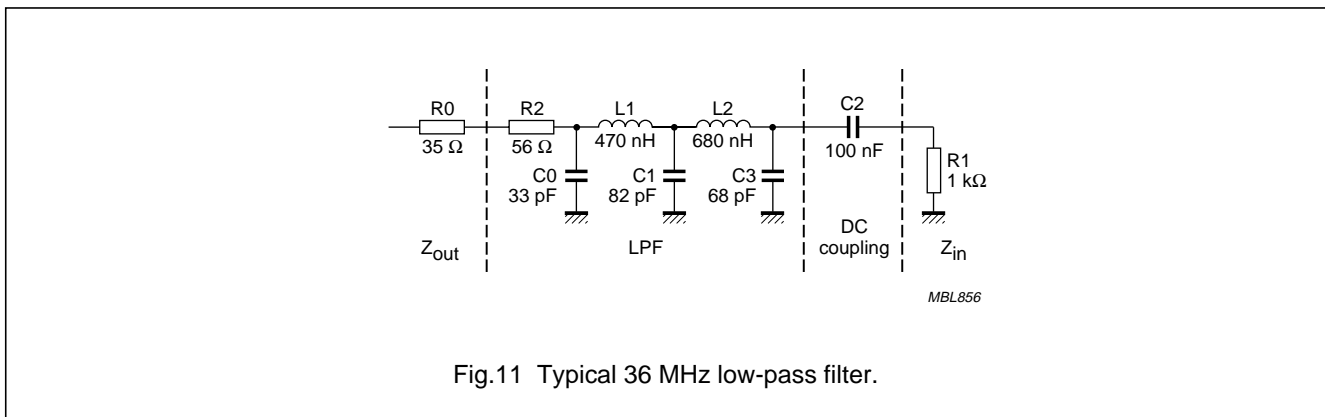 R0
35 Ω
R2
56 Ω
L1
470 nH
L2
680 nH
C2
100 nF
R1
1 kΩ
C0
33 pF
C1
82 pF
C3
68 pF
Zout
LPF
DC
coupling
Zin
MBL856
Fig.11 Typical 36 MHz low-pass filter.